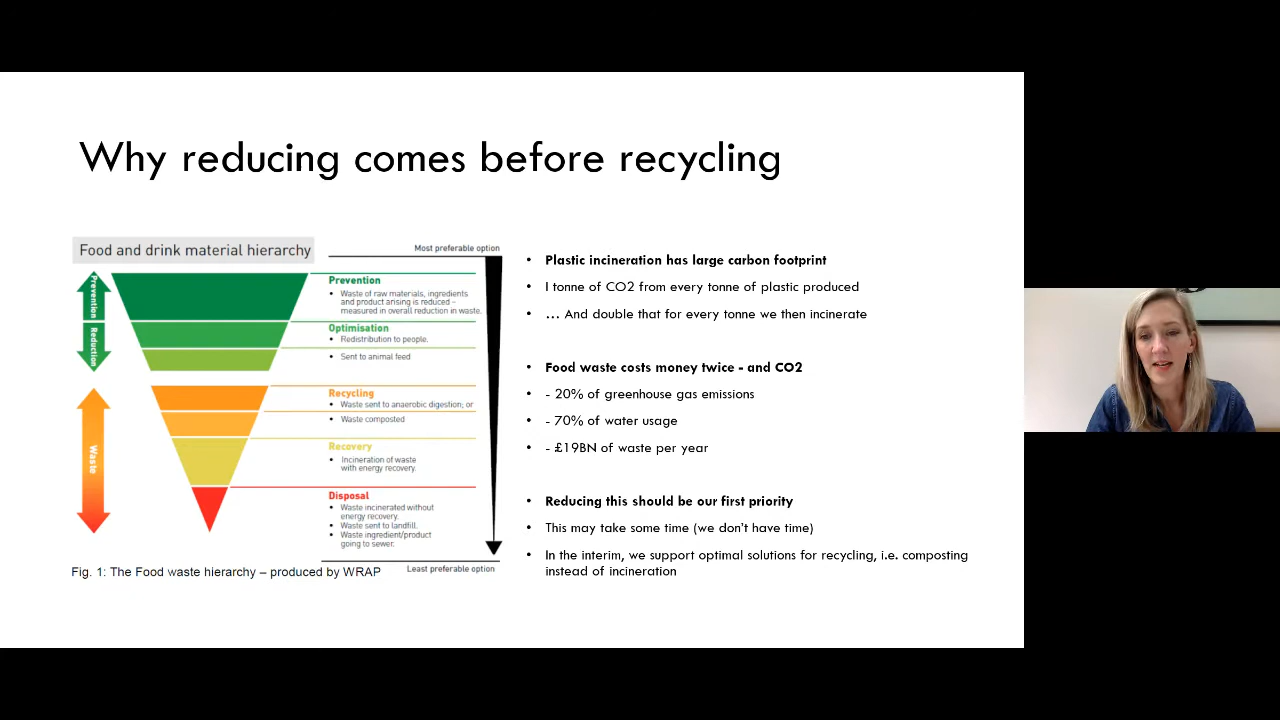 Why reducing comes before recycling
Food and drink material hierarchy
Most preferable option
Prevention
Reduction
Waste
Prevention
• Waste of raw materials, ingredients
and product arising is reduced –
measured in overall reduction in waste.
Optimisation
• Redistribution to people.
• Sent to animal feed
Recycling
• Waste sent to anaerobic digestion; or
• Waste composted
Recovery
• Incineration of waste
with energy recovery.
Disposal
• Waste incinerated without
energy recovery.
• Waste sent to landfill.
• Waste ingredient/product
going to sewer.
Least preferable option
Fig. 1: The Food waste hierarchy – produced by WRAP
• Plastic incineration has large carbon footprint
• 1 tonne of CO2 from every tonne of plastic produced
• … And double that for every tonne we then incinerate
• Food waste costs money twice - and CO2
• - 20% of greenhouse gas emissions
• - 70% of water usage
• - £19BN of waste per year
• Reducing this should be our first priority
• This may take some time (we don't have time)
• In the interim, we support optimal solutions for recycling, i.e. composting
instead of incineration